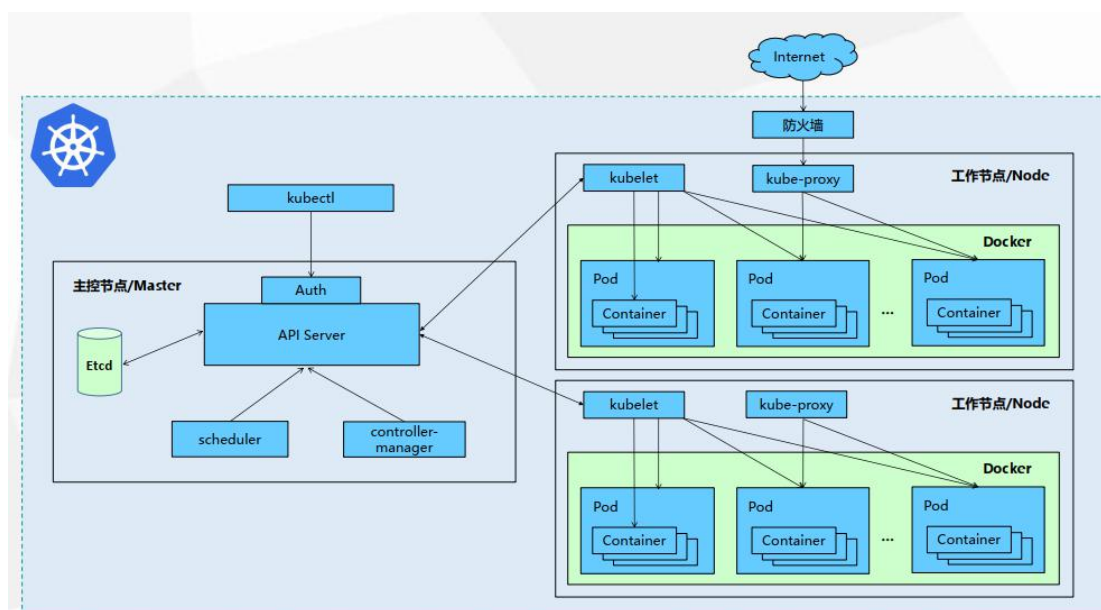 Internet
防火墙
kubelet
kube-proxy
工作节点/Node
kubectl
Docker
主控节点/Master
Auth
API Server
Etcd
scheduler
controller-
manager
Pod
Container
Pod
Container
...
Pod
Container
kubelet
kube-proxy
工作节点/Node
Docker
Pod
Container
Pod
Container
...
Pod
Container